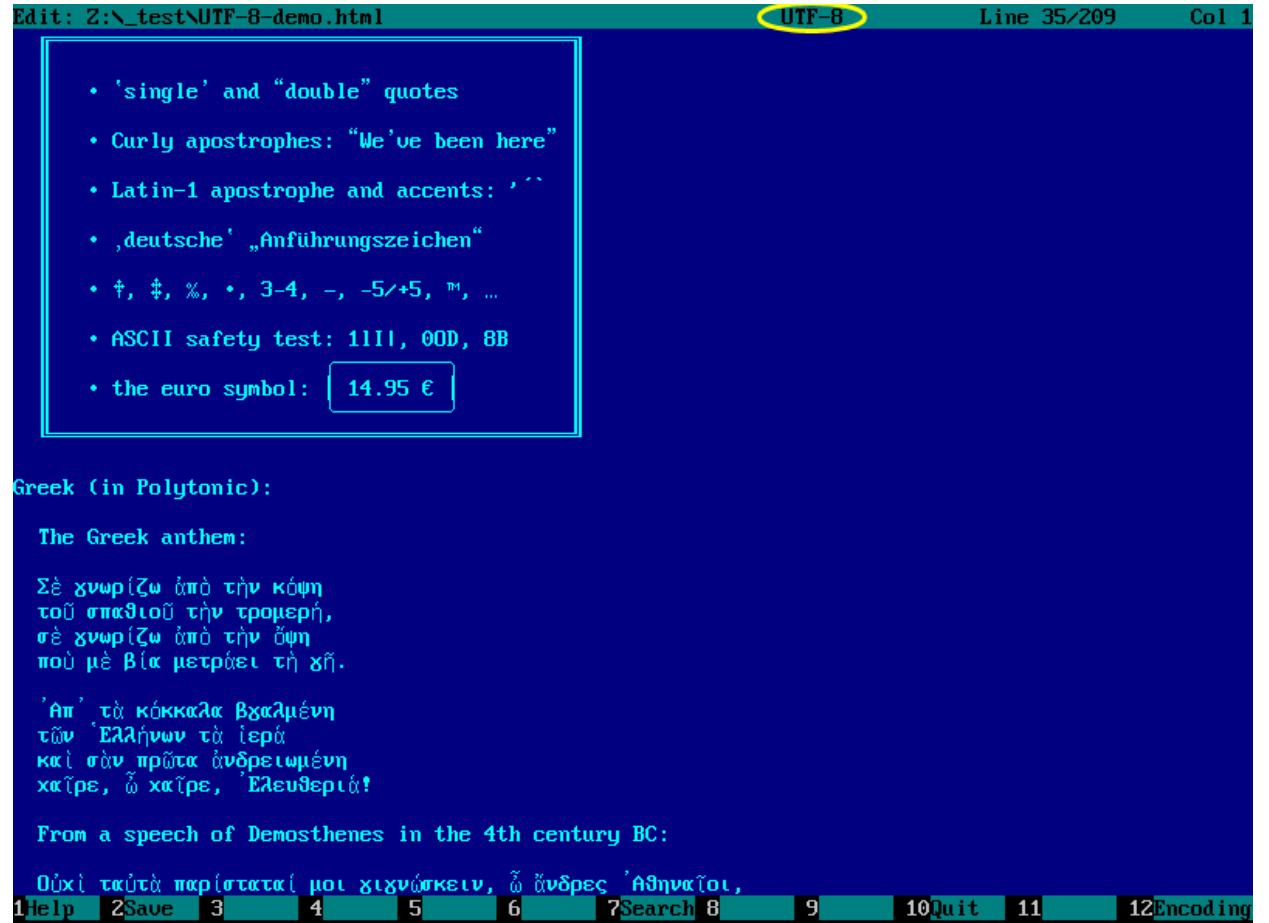 Edit: Z:\_test\UTF-8-demo.html UTF-8 Line 35/209 Col 1
• ‘single’ and “double” quotes
• Curly apostrophes: “We’ve been here”
• Latin-1 apostrophe and accents: '´`
• ‚deutsche‘ „Anführungszeichen“
• †, ‡, ‰, •, 3–4, —, −5/+5, ™, …
• ASCII safety test: 1lI|, 0OD, 8B
• the euro symbol: 14.95 €
Greek (in Polytonic):
The Greek anthem:
Σὲ γνωρίζω ἀπὸ τὴν κόψη
τοῦ σπαθιοῦ τὴν τρομερή,
σὲ γνωρίζω ἀπὸ τὴν ὄψη
ποὺ μὲ βία μετράει τὴ γῆ.
᾿Απ᾿ τὰ κόκκαλα βγαλμένη
τῶν ῾Ελλήνων τὰ ἱερά
καὶ σὰν πρῶτα ἀνδρειωμένη
χαῖρε, ὦ χαῖρε, ᾿Ελευθεριά!
From a speech of Demosthenes in the 4th century BC:
Οὐχὶ ταὐτὰ παρίσταταί μοι γιγνώσκειν, ὦ ἄνδρες ᾿Αθηναῖοι,
1Help 2Save 3 4 5 6 7Search 8 9 10Quit 11 12Encoding